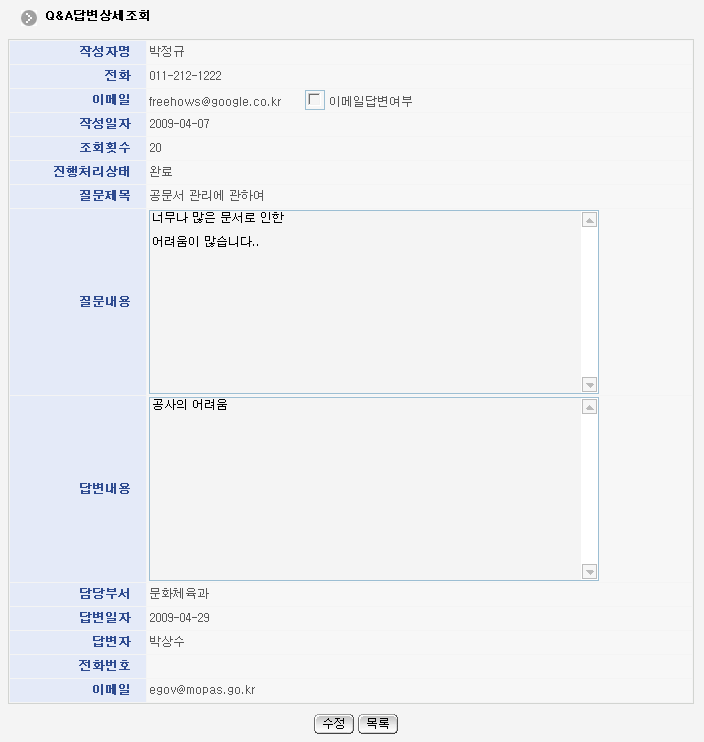 Q&A답변상세조회
작성자명 박정규
전화 011-212-1222
이메일 freehows@google.co.kr 이메일답변여부
작성일자 2009-04-07
조회횟수 20
진행처리상태 완료
질문제목 공문서 관리에 관하여
너무나 많은 문서로 인한
어려움이 많습니다..
질문내용
공사의 어려움
답변내용
담당부서 문화체육과
답변일자 2009-04-29
답변자 박상수
전화번호
이메일 egov@mopas.go.kr
수정 목록